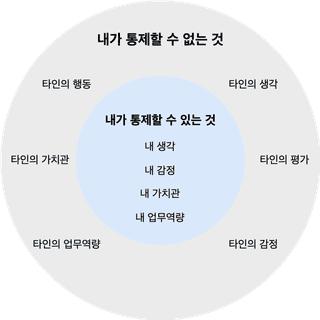 내가 통제할 수 없는 것
타인의 행동
타인의 생각
내가 통제할 수 있는 것
내 생각
타인의 가치관
타인의 평가
내 감정
내 가치관
내 업무역량
타인의 업무역량
타인의 감정